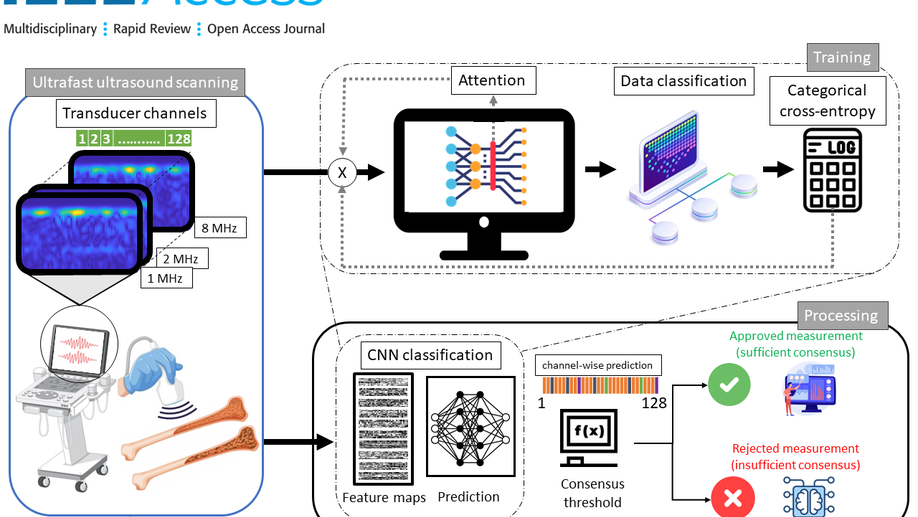 IEEE Access
Multidisciplinary Rapid Review Open Access Journal
Ultrafast ultrasound scanning
Transducer channels
1 2 3 ........... 128
8 MHz
2 MHz
1 MHz
Training
Attention
Data classification
Categorical
cross-entropy
X
LOG
Processing
CNN classification
Feature maps
Prediction
channel-wise prediction
1 128
f(x)
Consensus
threshold
Approved measurement
(sufficient consensus)
Rejected measurement
(insufficient consensus)